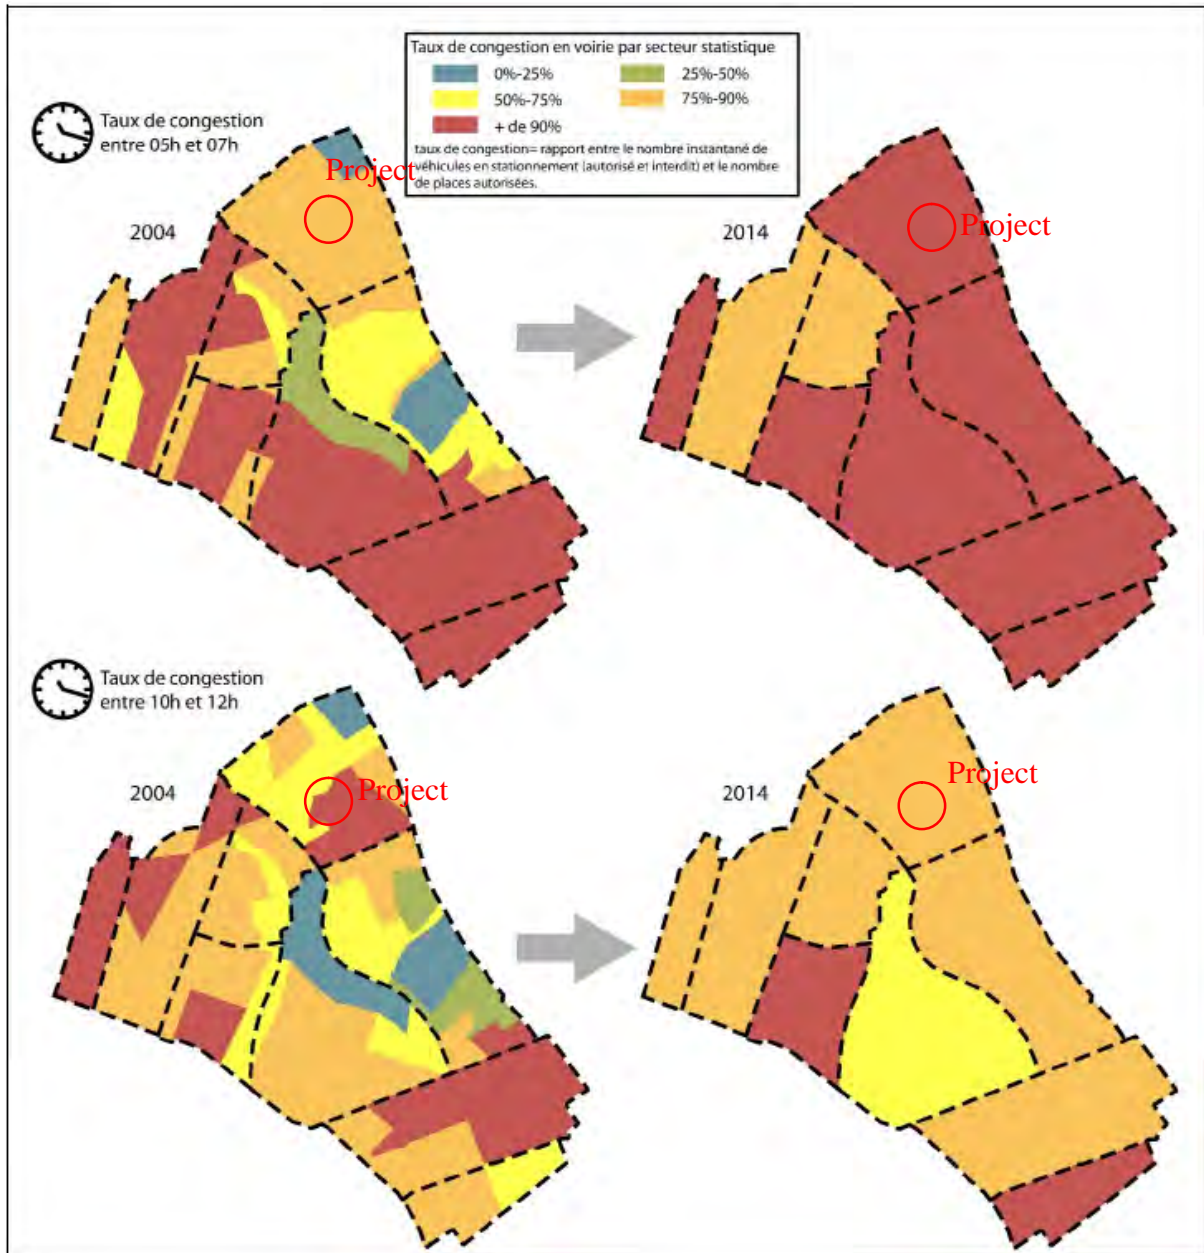 Taux de congestion en voirie par secteur statistique
0%-25%
25%-50%
50%-75%
75%-90%
+ de 90%
taux de congestion= rapport entre le nombre instantané de
véhicules en stationnement (autorisé et interdit) et le nombre
de places autorisées.
Taux de congestion
entre 05h et 07h
Project
2004
2014
Project
Taux de congestion
entre 10h et 12h
2004
Project
2014
Project